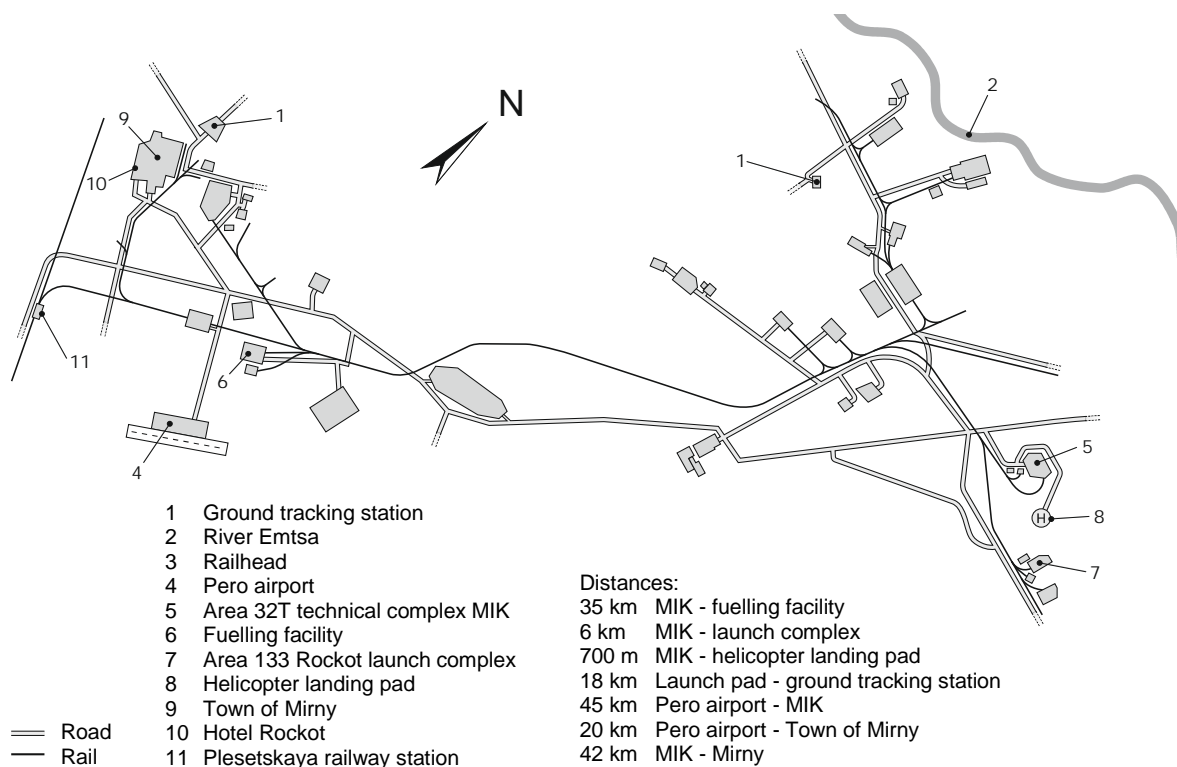 2
9
1
N
10
1
11
6
4
5
H
8
7
1 Ground tracking station
2 River Emtsa
3 Railhead
4 Pero airport
5 Area 32T technical complex MIK
6 Fuelling facility
7 Area 133 Rockot launch complex
8 Helicopter landing pad
9 Town of Mirny
10 Hotel Rockot
11 Plesetskaya railway station
Road
Rail
Distances:
35 km MIK - fuelling facility
6 km MIK - launch complex
700 m MIK - helicopter landing pad
18 km Launch pad - ground tracking station
45 km Pero airport - MIK
20 km Pero airport - Town of Mirny
42 km MIK - Mirny